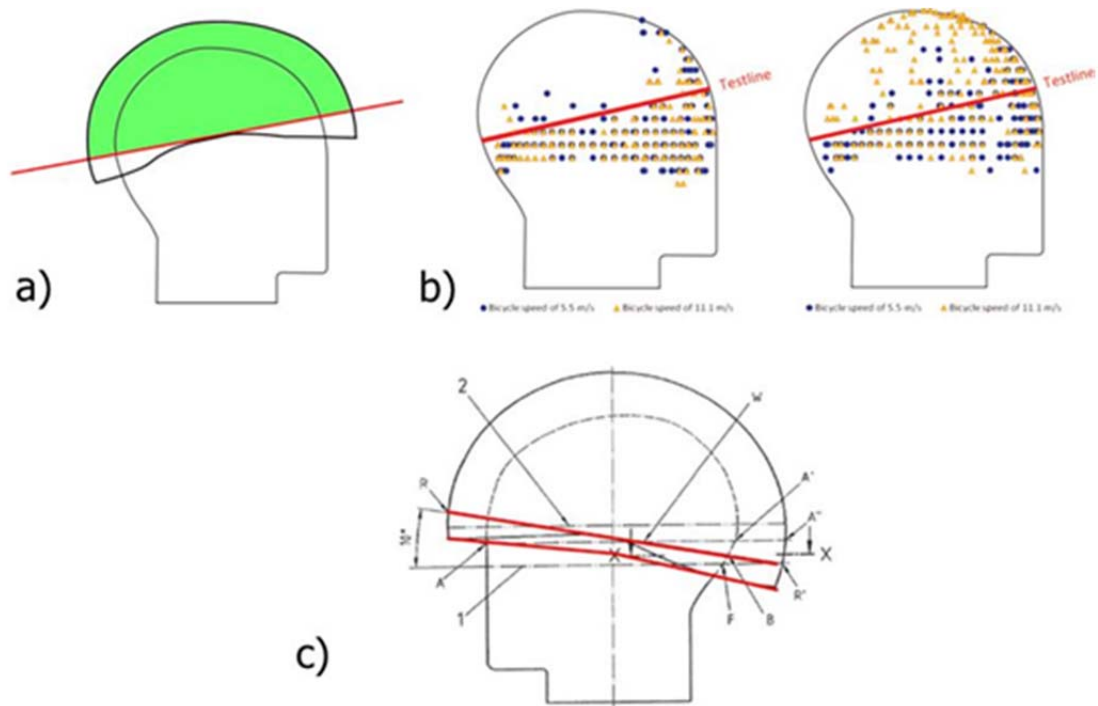 a)
b)
Testline
Testline
Bicycle speed of 5.5 m/s Bicycle speed of 11.1 m/s
Bicycle speed of 5.5 m/s Bicycle speed of 11.1 m/s
c)
2
W
R
A'
A"
10°
X
X
A
R'
1
F
B